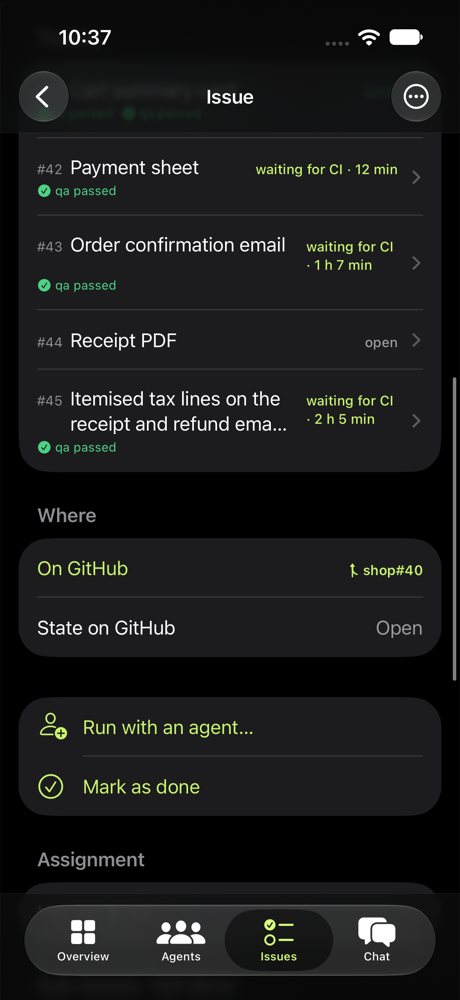 10:37
Issue
#42 Payment sheet waiting for CI · 12 min
qa passed
#43 Order confirmation email waiting for CI
· 1 h 7 min
qa passed
#44 Receipt PDF open
#45 Itemised tax lines on the waiting for CI
receipt and refund ema... · 2 h 5 min
qa passed
Where
On GitHub shop#40
State on GitHub Open
Run with an agent...
Mark as done
Assignment
Overview Agents Issues Chat